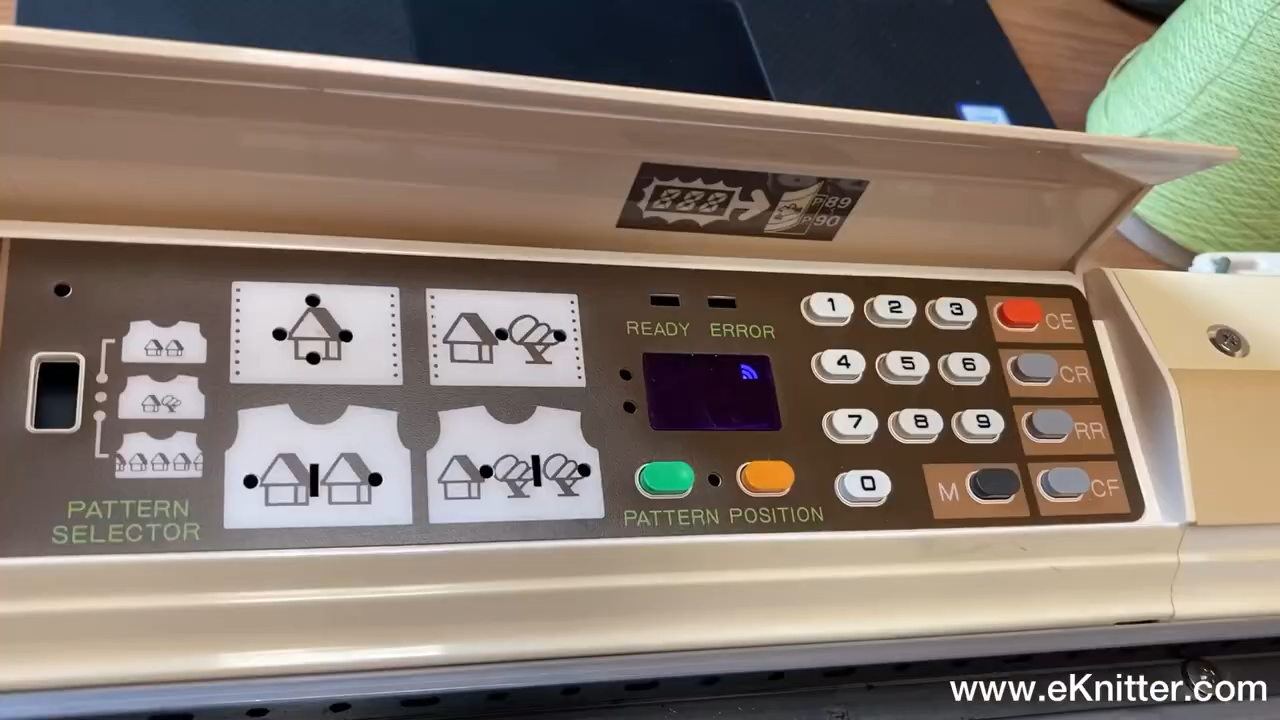 888
P89
P90
READY ERROR
1 2 3 CE
4 5 6 CR
7 8 9 RR
0 M CF
PATTERN POSITION
PATTERN
SELECTOR
www.eKnitter.com